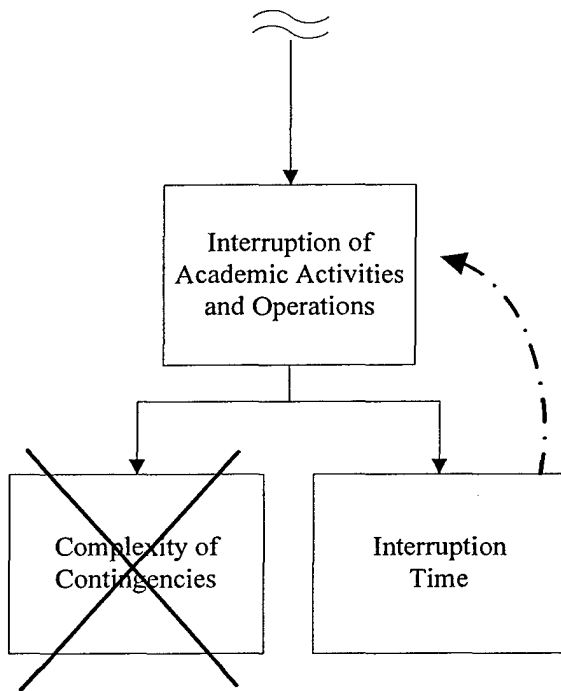 Interruption of
Academic Activities
and Operations
Complexity of
Contingencies
Interruption
Time